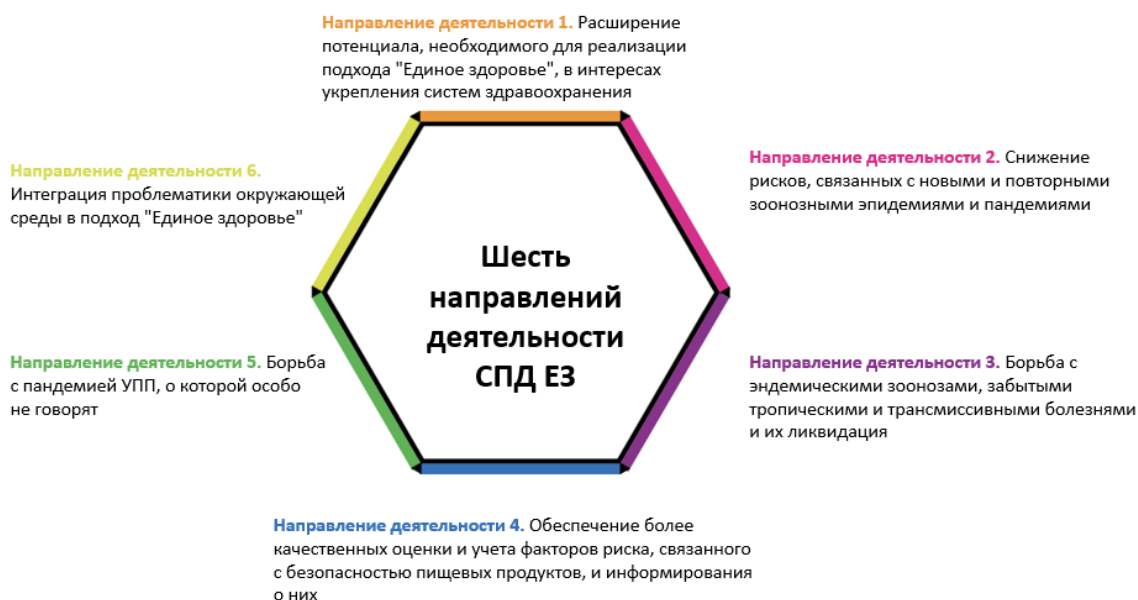 Направление деятельности 1. Расширение
потенциала, необходимого для реализации
подхода "Единое здоровье", в интересах
укрепления систем здравоохранения
Направление деятельности 2. Снижение
рисков, связанных с новыми и повторными
зоонозными эпидемиями и пандемиями
Направление деятельности 3. Борьба с
эндемическими зоонозами, забытыми
тропическими и трансмиссивными болезнями
и их ликвидация
Направление деятельности 4. Обеспечение более
качественных оценки и учета факторов риска, связанного
с безопасностью пищевых продуктов, и информирования
о них
Направление деятельности 5. Борьба
с пандемией УПП, о которой особо
не говорят
Направление деятельности 6.
Интеграция проблематики окружающей
среды в подход "Единое здоровье"
Шесть
направлений
деятельности
СПД ЕЗ